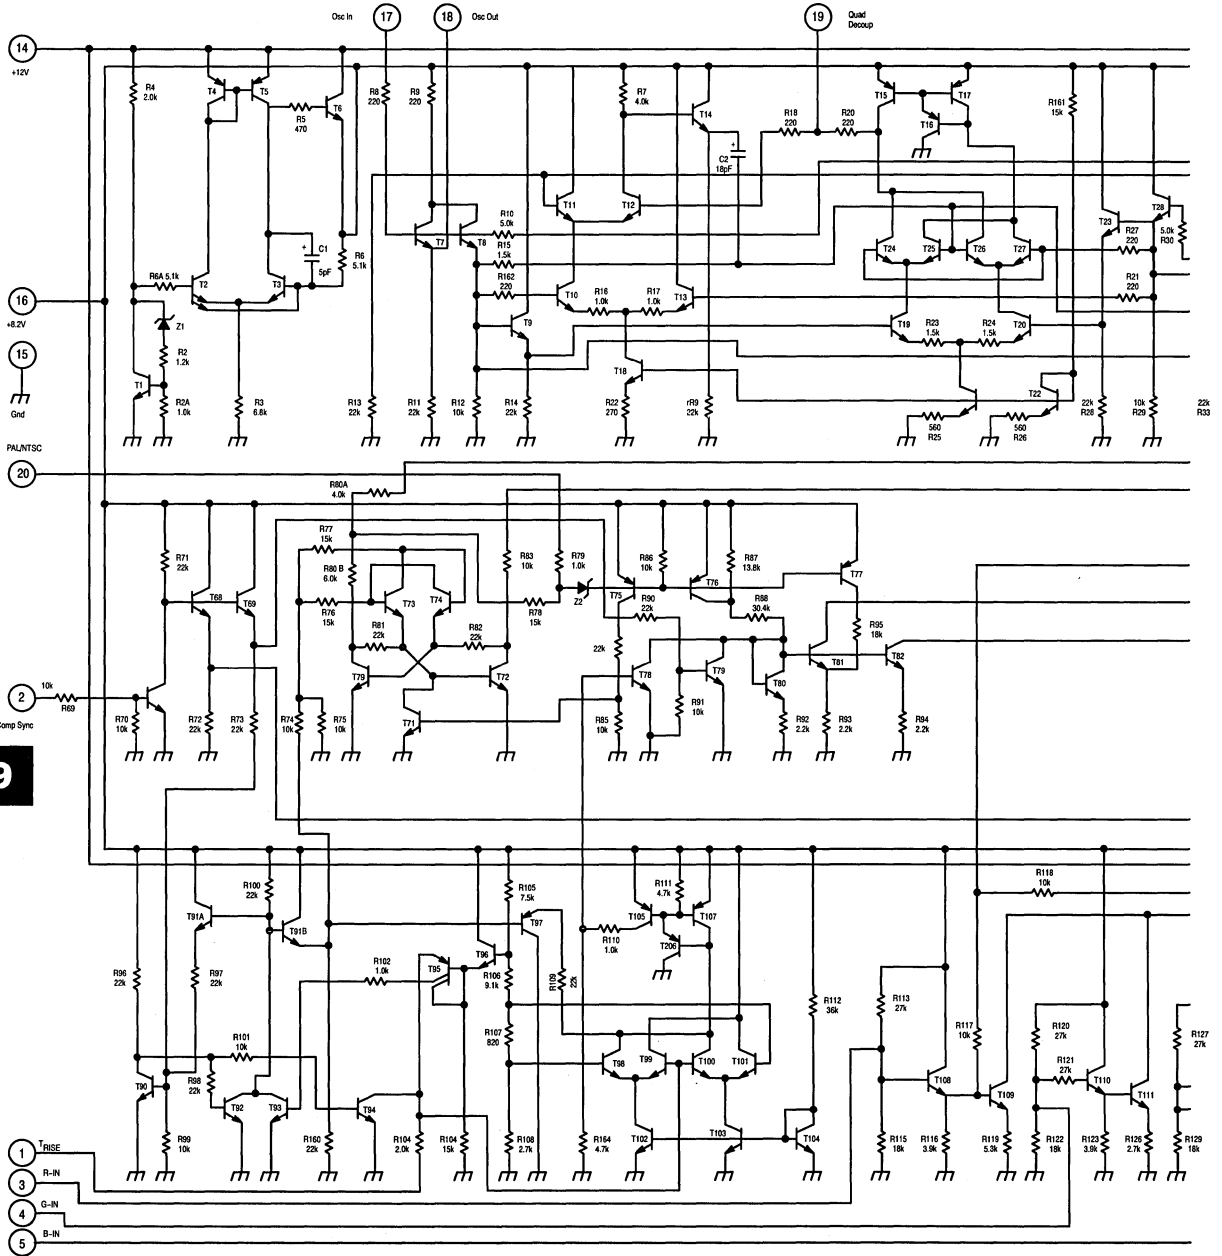 Osc In
17
18
Osc Out
19
Quad
Decoup
14
+12V
R4
2.0k
T4
T5
R5
470
T6
R8
220
R9
220
R7
4.0k
T14
C2
18pF
+
R18
220
R20
220
T15
T17
T16
R161
15k
T11
T12
R10
5.0k
R15
1.5k
T7
T8
T23
T28
R27
220
5.0k
R30
C1
5pF
+
R6
5.1k
R6A 5.1k
T2
T3
R162
220
T10
R16
1.0k
R17
1.0k
T13
T24
T25
T26
T27
R21
220
16
+8.2V
Z1
R2
1.2k
T9
T19
R23
1.5k
R24
1.5k
T20
15
Gnd
T1
R2A
1.0k
R3
6.8k
R13
22k
R11
22k
R12
10k
R14
22k
T18
R22
270
rR9
22k
560
R25
T22
560
R26
22k
R28
10k
R29
22k
R33
PAL/NTSC
20
R80A
4.0k
R71
22k
R77
15k
R80 B
6.0k
R83
10k
R79
1.0k
Z2
R86
10k
R87
13.8k
T75
T76
T77
T68
T69
R76
15k
T73
T74
R78
15k
R90
22k
R88
30.4k
R95
18k
R81
22k
R82
22k
22k
T79
T72
T78
T79
T80
T81
T82
2
Comp Sync
10k
R69
R70
10k
R72
22k
R73
22k
R74
10k
R75
10k
T71
R85
10k
R91
10k
R92
2.2k
R93
2.2k
R94
2.2k
9
R100
22k
T91A
T91B
R105
7.5k
T97
R111
4.7k
T105
T107
R110
1.0k
T206
R118
10k
R96
22k
R97
22k
R102
1.0k
T95
T96
R106
9.1k
R109
22k
R112
36k
R113
27k
R117
10k
R120
27k
R127
27k
R101
10k
R98
22k
R107
820
T98
T99
T100
T101
R121
27k
T90
T92
T93
T94
T108
T109
T110
T111
R99
10k
R160
22k
R104
2.0k
R104
15k
R108
2.7k
R164
4.7k
T102
T103
T104
R115
18k
R116
3.9k
R119
5.3k
R122
18k
R123
3.9k
R126
2.7k
R129
18k
1
TRISE
3
R-IN
4
G-IN
5
B-IN